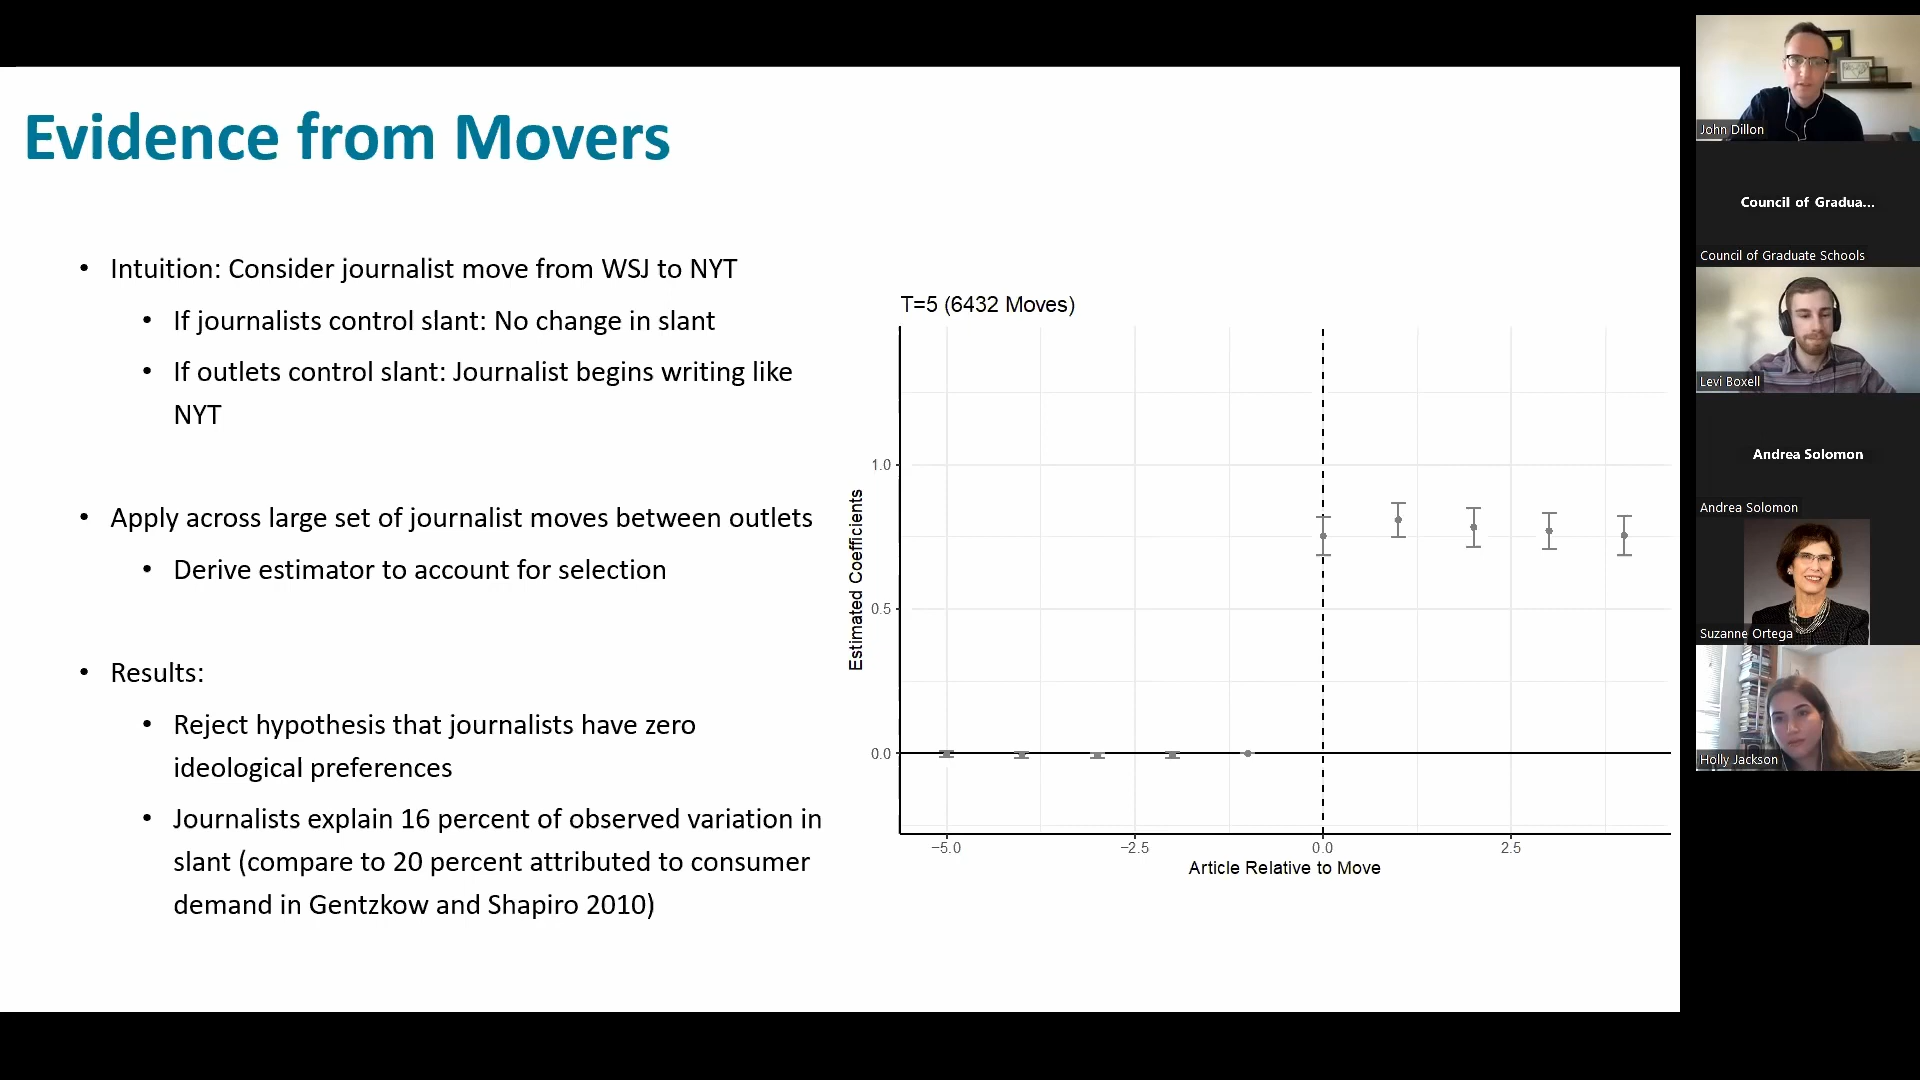 Evidence from Movers
• Intuition: Consider journalist move from WSJ to NYT
• If journalists control slant: No change in slant
• If outlets control slant: Journalist begins writing like
NYT
• Apply across large set of journalist moves between outlets
• Derive estimator to account for selection
• Results:
• Reject hypothesis that journalists have zero
ideological preferences
• Journalists explain 16 percent of observed variation in
slant (compare to 20 percent attributed to consumer
demand in Gentzkow and Shapiro 2010)
T=5 (6432 Moves)
Estimated Coefficients
1.0
0.5
0.0
−5.0 −2.5 0.0 2.5
Article Relative to Move
John Dillon
Council of Gradua...
Council of Graduate Schools
Levi Boxell
Andrea Solomon
Andrea Solomon
Suzanne Ortega
Holly Jackson